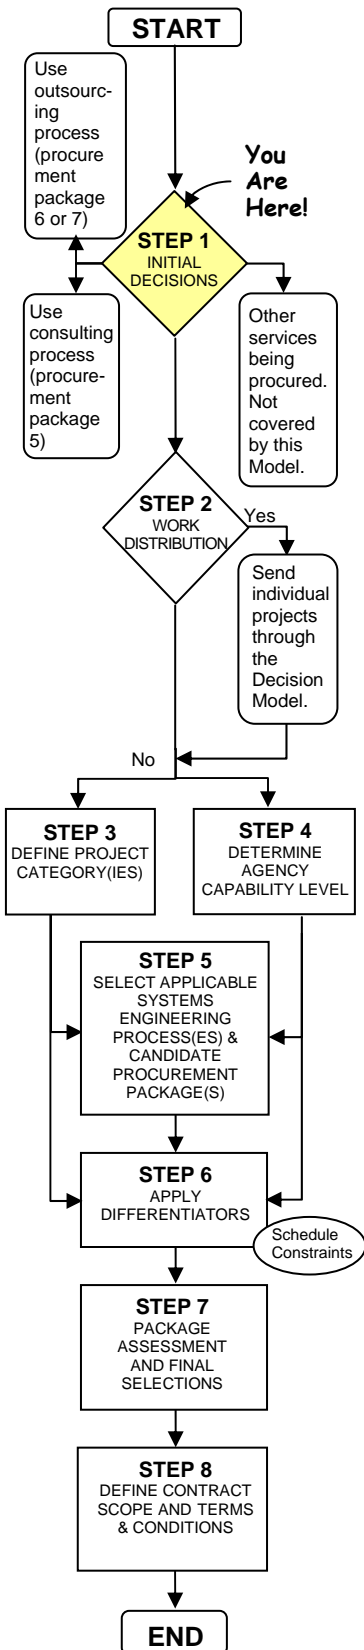 START
Use
outsourc-
ing
process
(procure
ment
package
6 or 7)
You
Are
Here!
STEP 1
INITIAL
DECISIONS
Use
consulting
process
(procure-
ment
package
5)
Other
services
being
procured.
Not
covered
by this
Model.
STEP 2
WORK
DISTRIBUTION
Yes
Send
individual
projects
through
the
Decision
Model.
No
STEP 3
DEFINE PROJECT
CATEGORY(IES)
STEP 4
DETERMINE
AGENCY
CAPABILITY LEVEL
STEP 5
SELECT APPLICABLE
SYSTEMS
ENGINEERING
PROCESS(ES) &
CANDIDATE
PROCUREMENT
PACKAGE(S)
STEP 6
APPLY
DIFFERENTIATORS
Schedule
Constraints
STEP 7
PACKAGE
ASSESSMENT
AND FINAL
SELECTIONS
STEP 8
DEFINE CONTRACT
SCOPE AND TERMS
& CONDITIONS
END